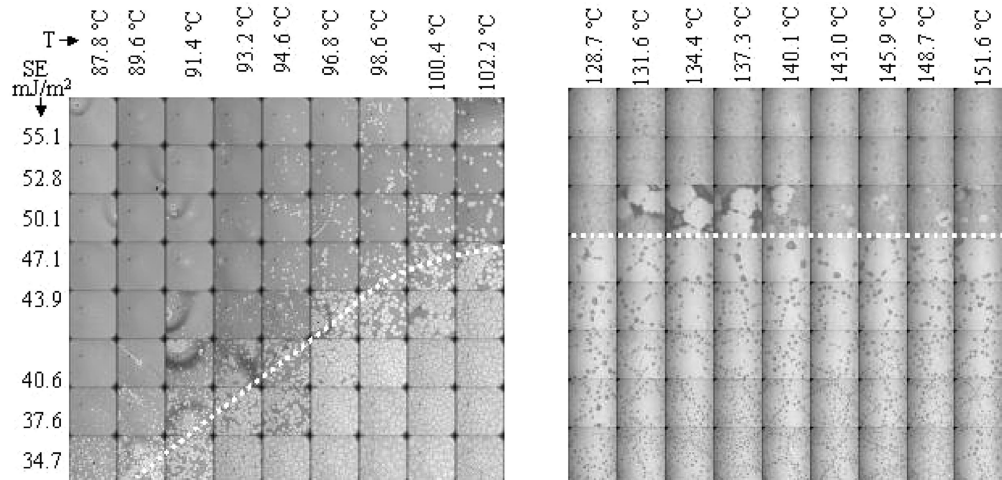 T
87.8 °C
89.6 °C
91.4 °C
93.2 °C
94.6 °C
96.8 °C
98.6 °C
100.4 °C
102.2 °C
128.7 °C
131.6 °C
134.4 °C
137.3 °C
140.1 °C
143.0 °C
145.9 °C
148.7 °C
151.6 °C
SE
mJ/m²
55.1
52.8
50.1
47.1
43.9
40.6
37.6
34.7